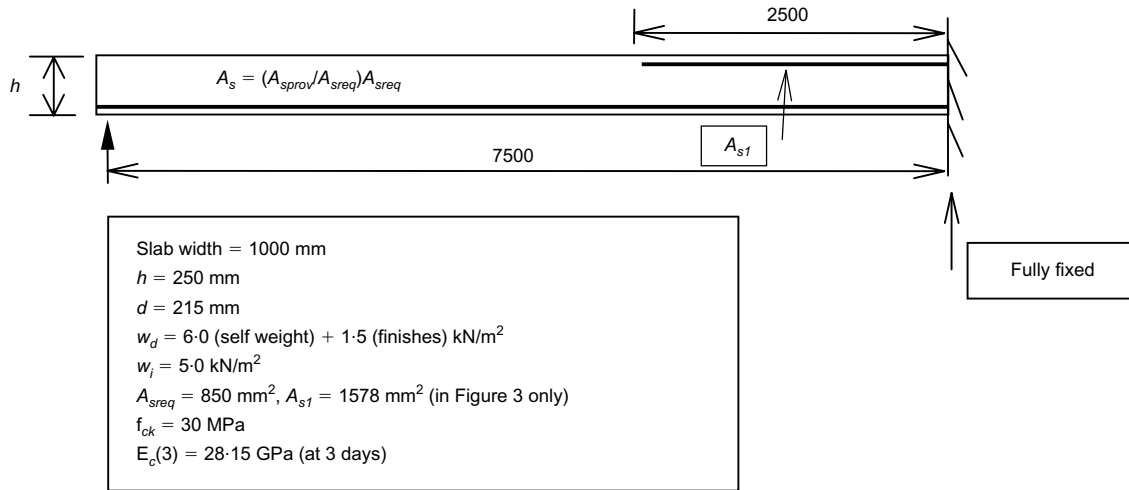 2500
h
A_s = (A_sprov/A_sreq)A_sreq
A_s1
7500
Slab width = 1000 mm
h = 250 mm
d = 215 mm
w_d = 6·0 (self weight) + 1·5 (finishes) kN/m²
w_i = 5·0 kN/m²
A_sreq = 850 mm², A_s1 = 1578 mm² (in Figure 3 only)
f_ck = 30 MPa
E_c(3) = 28·15 GPa (at 3 days)
Fully fixed